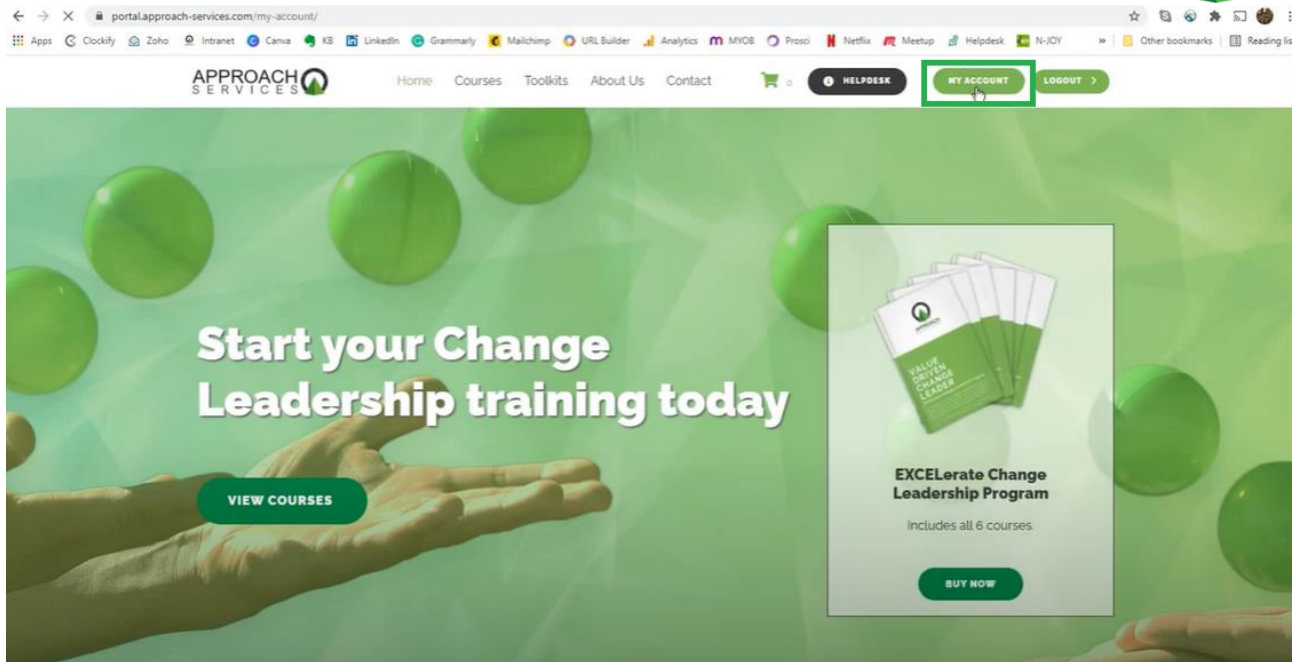 portal.approach-services.com/my-account/
Apps Clockify Zoho Intranet Canva KB LinkedIn Grammarly Mailchimp URL Builder Analytics MYOB Prosci Netflix Meetup Helpdesk N-JOY » Other bookmarks Reading lis
APPROACH
SERVICES
Home Courses Toolkits About Us Contact 0 HELPDESK MY ACCOUNT LOGOUT >
Start your Change
Leadership training today
VIEW COURSES
APPROACH
VALUE
DRIVEN
CHANGE
LEADER
EXCELerate Change
Leadership Program
Includes all 6 courses.
BUY NOW